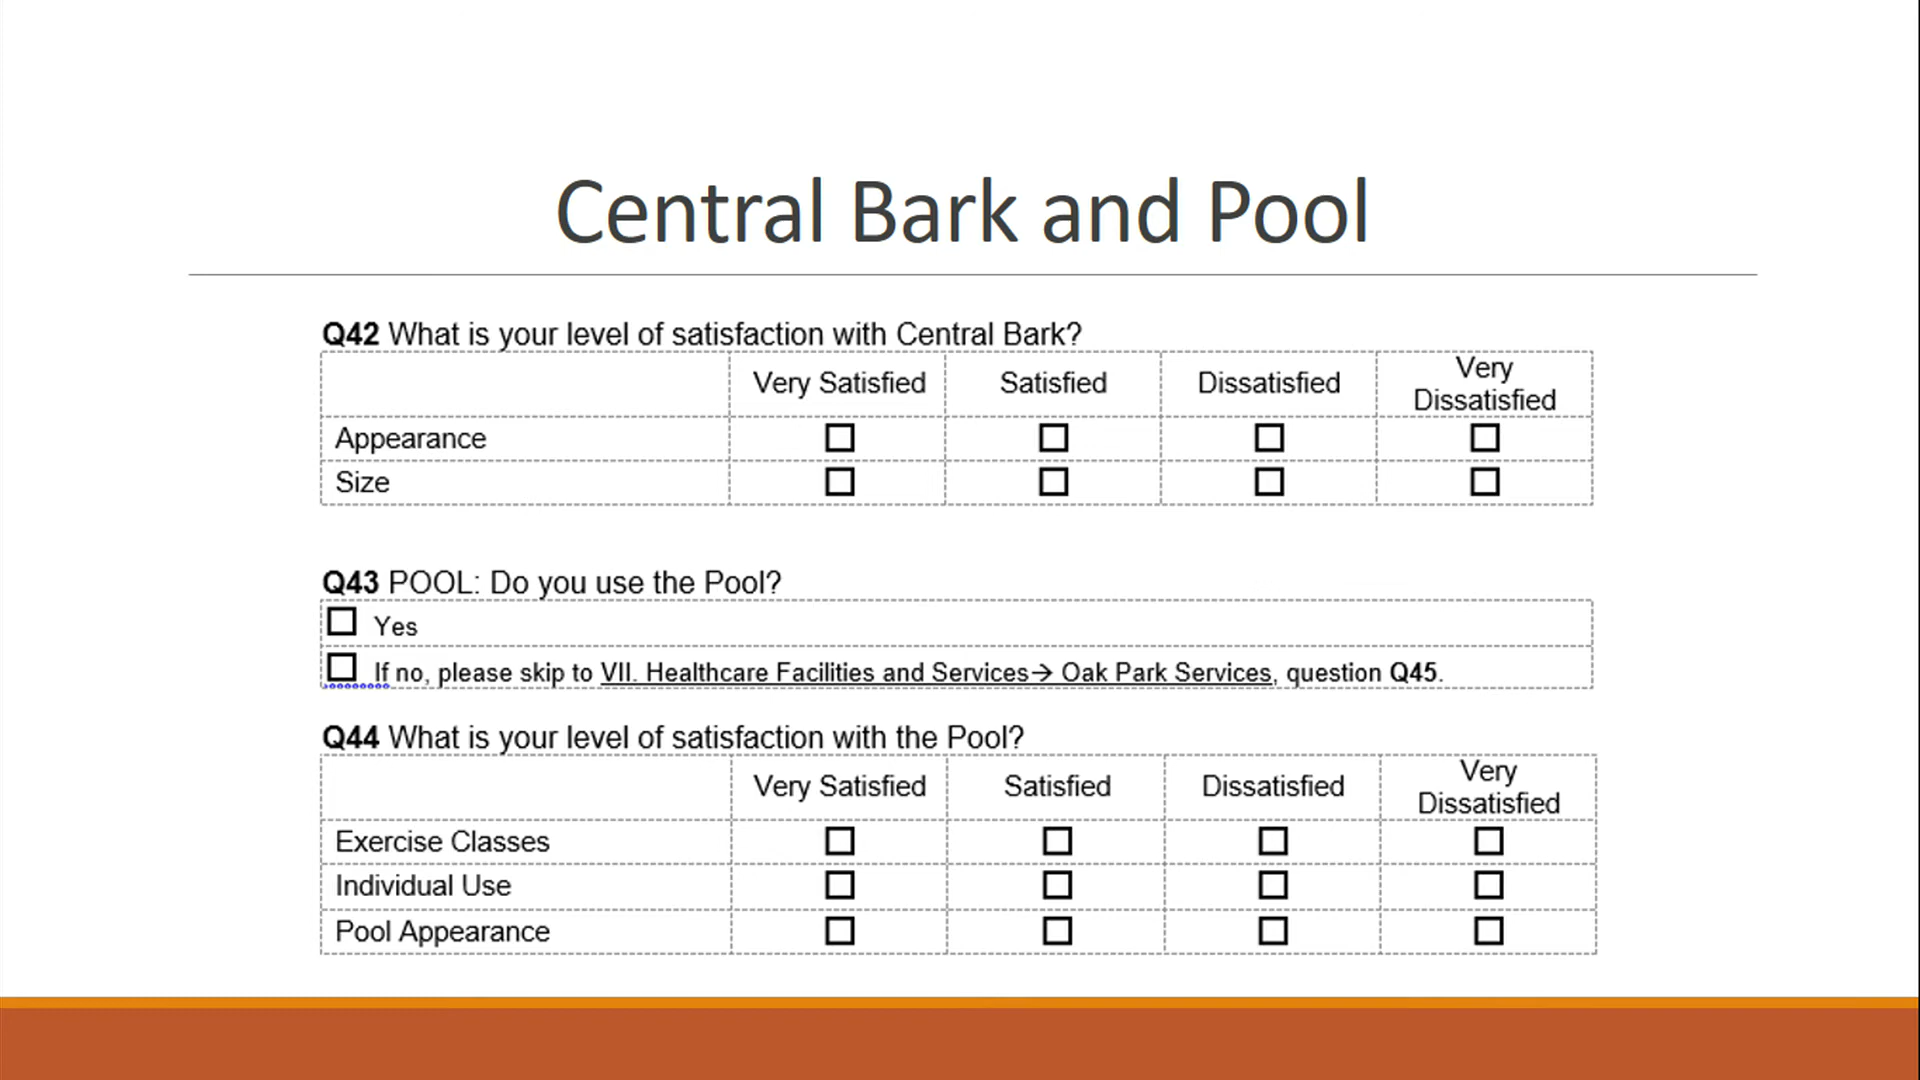 Central Bark and Pool
Q42 What is your level of satisfaction with Central Bark?
Very Satisfied Satisfied Dissatisfied Very Dissatisfied
Appearance ☐ ☐ ☐ ☐
Size ☐ ☐ ☐ ☐
Q43 POOL: Do you use the Pool?
☐ Yes
☐ If no, please skip to VII. Healthcare Facilities and Services→ Oak Park Services, question Q45.
Q44 What is your level of satisfaction with the Pool?
Very Satisfied Satisfied Dissatisfied Very Dissatisfied
Exercise Classes ☐ ☐ ☐ ☐
Individual Use ☐ ☐ ☐ ☐
Pool Appearance ☐ ☐ ☐ ☐